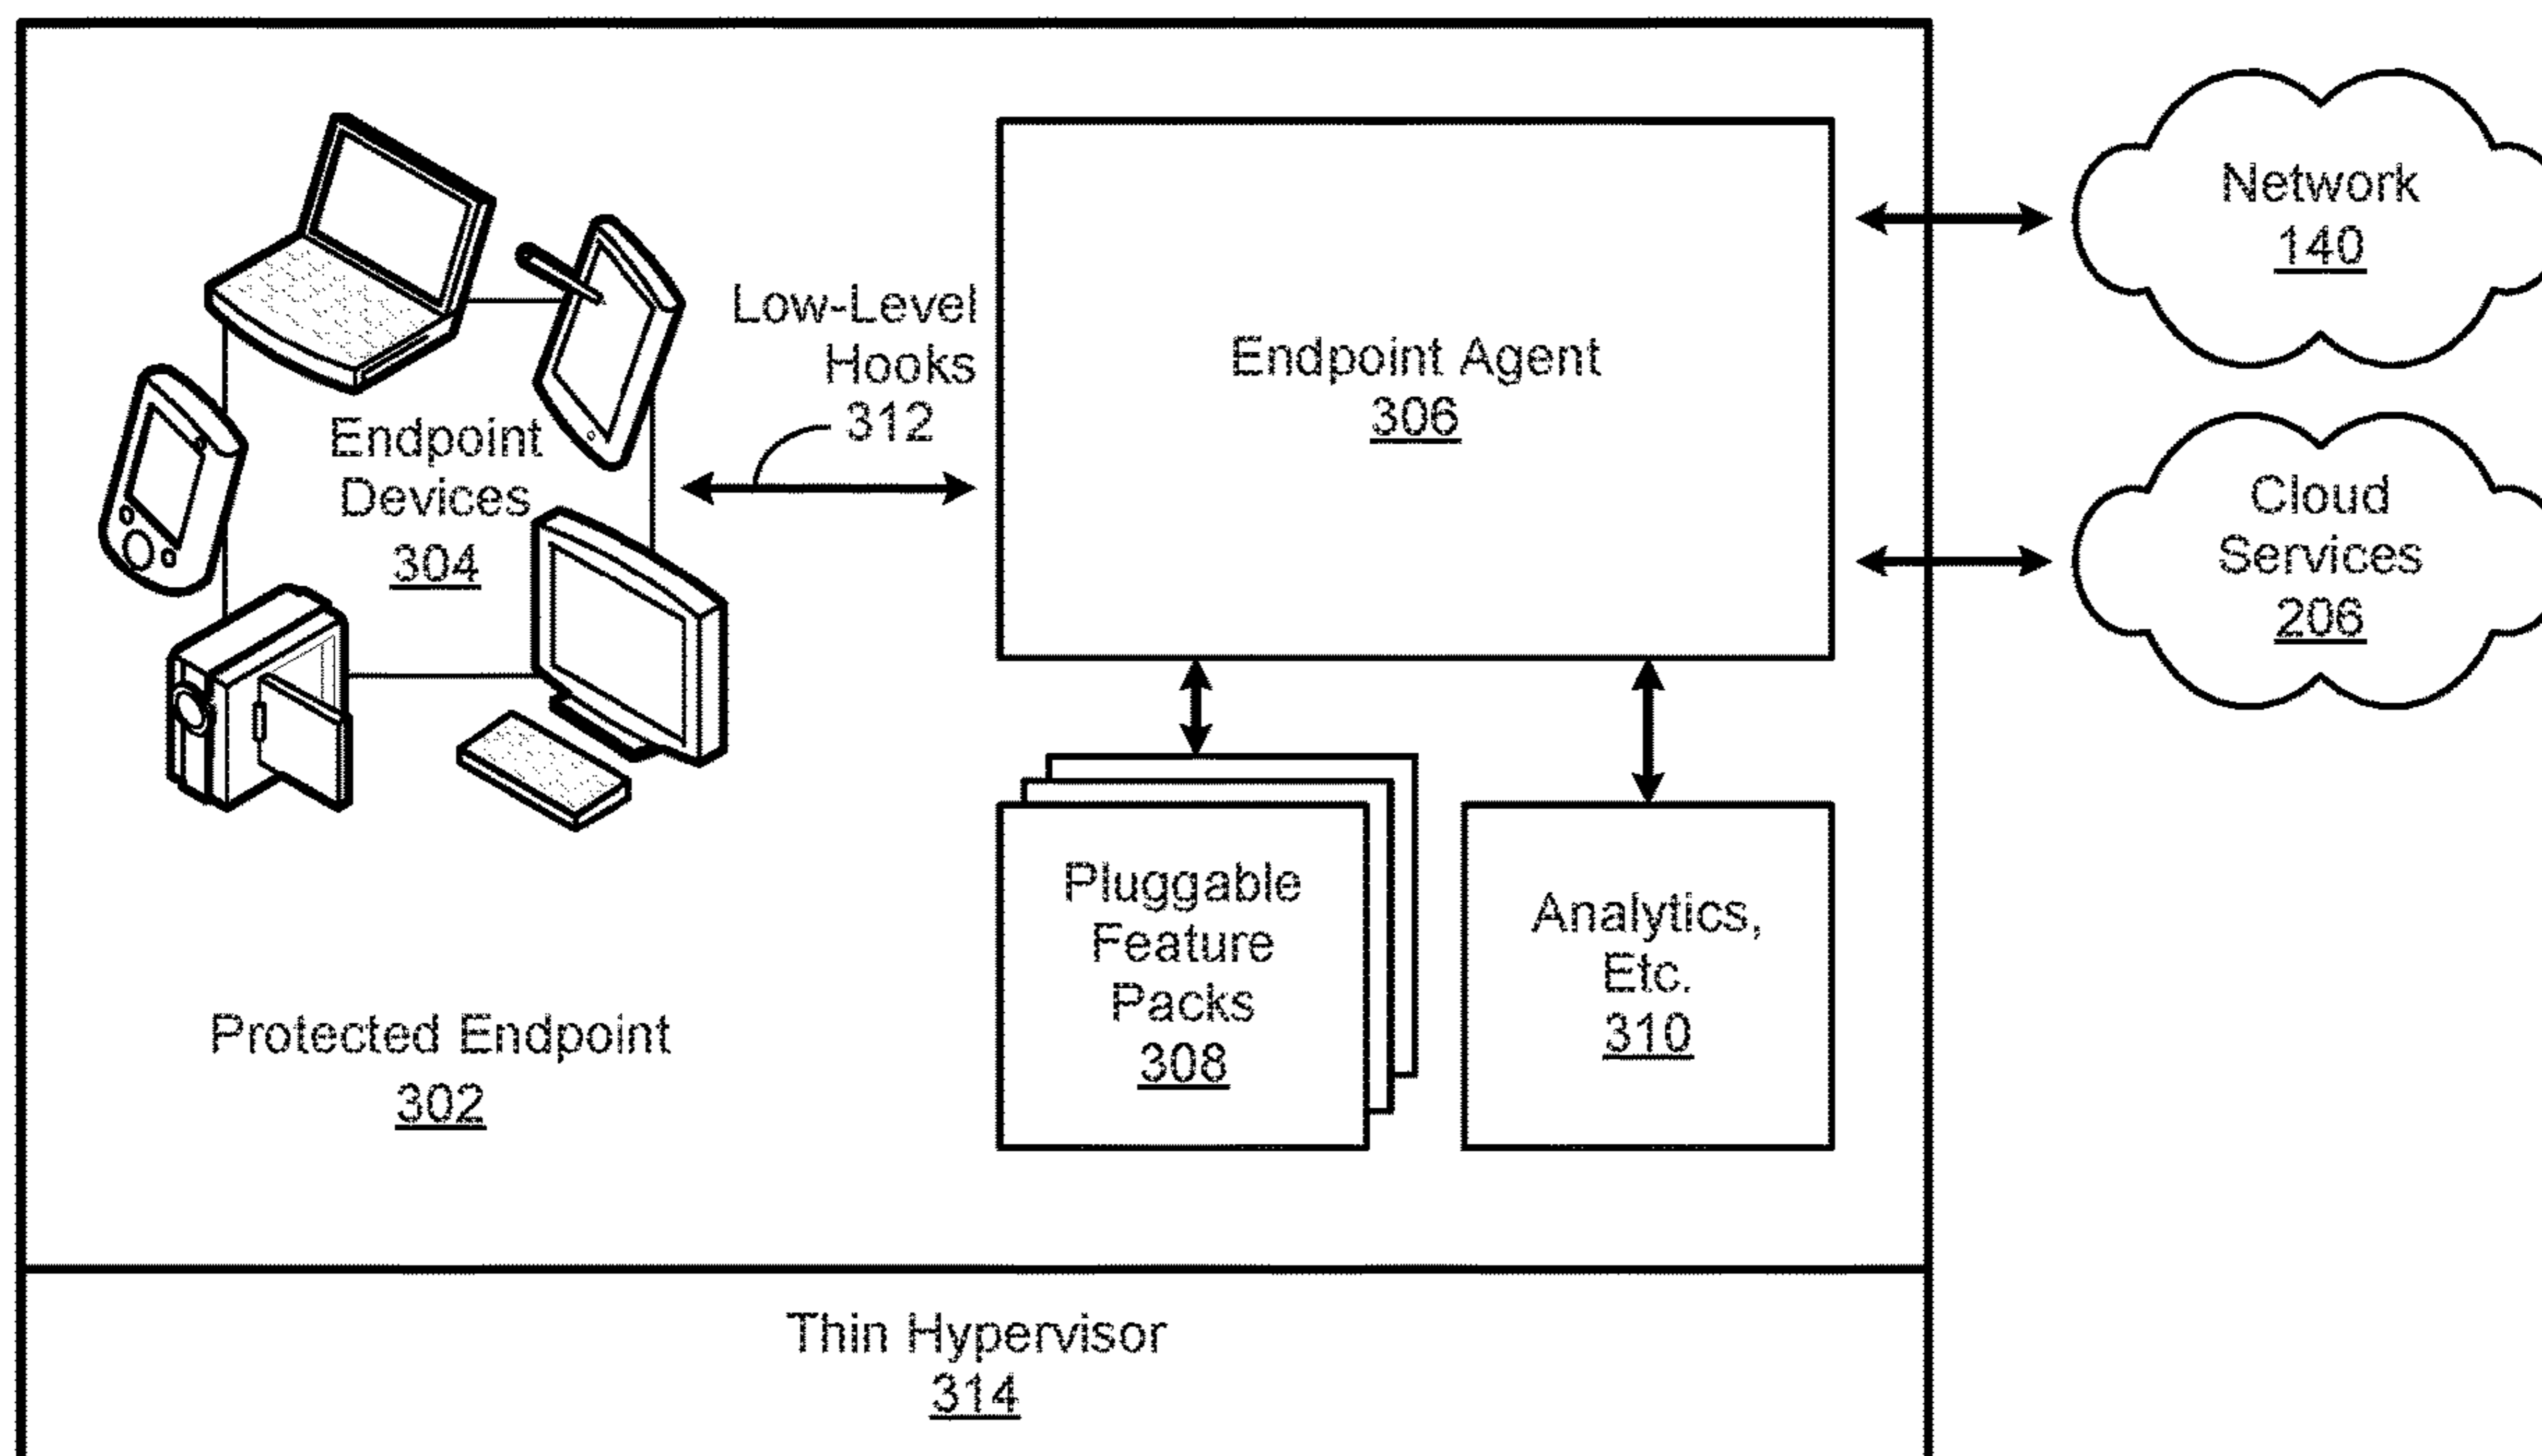 Low-Level
Hooks
312
Endpoint
Devices
304
Protected Endpoint
302
Endpoint Agent
306
Pluggable
Feature
Packs
308
Analytics,
Etc.
310
Network
140
Cloud
Services
206
Thin Hypervisor
314